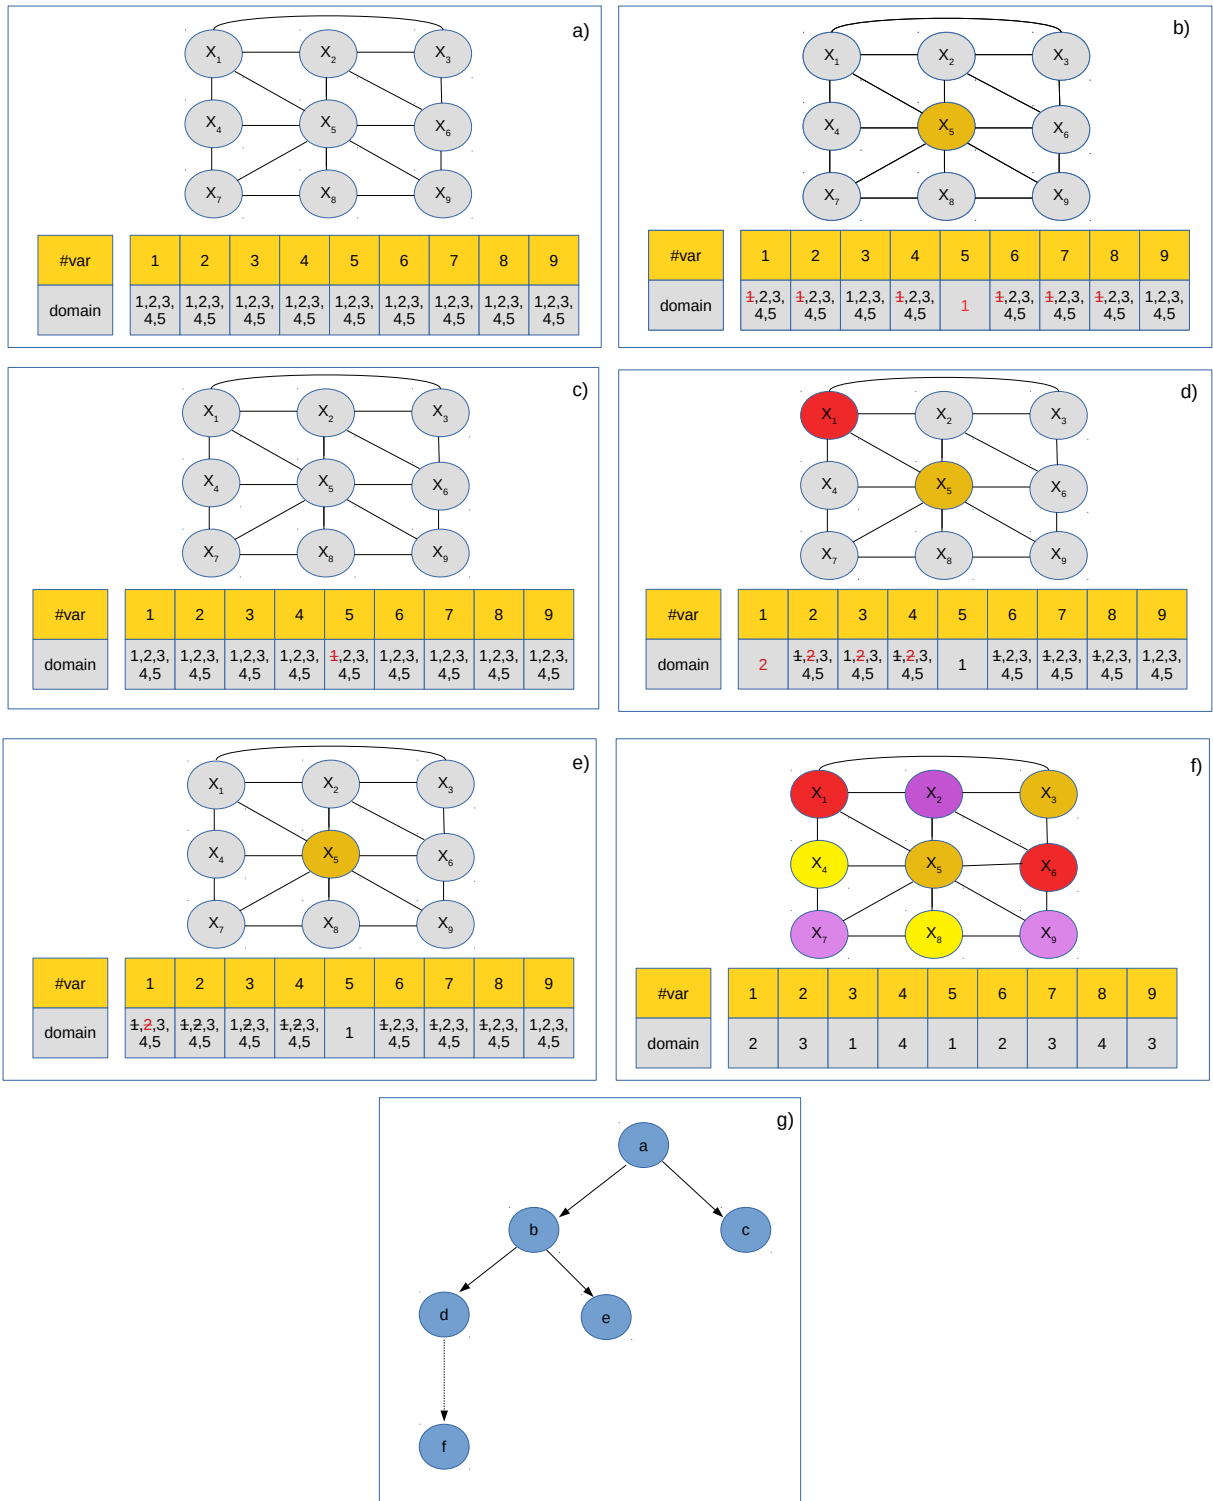 a)
X1 X2 X3
X4 X5 X6
X7 X8 X9
#var 1 2 3 4 5 6 7 8 9
domain 1,2,3, 1,2,3, 1,2,3, 1,2,3, 1,2,3, 1,2,3, 1,2,3, 1,2,3, 1,2,3,
4,5 4,5 4,5 4,5 4,5 4,5 4,5 4,5 4,5
b)
X1 X2 X3
X4 X5 X6
X7 X8 X9
#var 1 2 3 4 5 6 7 8 9
domain 1,2,3, 1,2,3, 1,2,3, 1,2,3, 1 1,2,3, 1,2,3, 1,2,3, 1,2,3,
4,5 4,5 4,5 4,5 4,5 4,5 4,5 4,5
c)
X1 X2 X3
X4 X5 X6
X7 X8 X9
#var 1 2 3 4 5 6 7 8 9
domain 1,2,3, 1,2,3, 1,2,3, 1,2,3, 1,2,3, 1,2,3, 1,2,3, 1,2,3, 1,2,3,
4,5 4,5 4,5 4,5 4,5 4,5 4,5 4,5 4,5
d)
X1 X2 X3
X4 X5 X6
X7 X8 X9
#var 1 2 3 4 5 6 7 8 9
domain 2 1,2,3, 1,2,3, 1,2,3, 1 1,2,3, 1,2,3, 1,2,3, 1,2,3,
4,5 4,5 4,5 4,5 4,5 4,5 4,5
e)
X1 X2 X3
X4 X5 X6
X7 X8 X9
#var 1 2 3 4 5 6 7 8 9
domain 1,2,3, 1,2,3, 1,2,3, 1,2,3, 1 1,2,3, 1,2,3, 1,2,3, 1,2,3,
4,5 4,5 4,5 4,5 4,5 4,5 4,5 4,5
f)
X1 X2 X3
X4 X5 X6
X7 X8 X9
#var 1 2 3 4 5 6 7 8 9
domain 2 3 1 4 1 2 3 4 3
g)
a
b c
d e
f